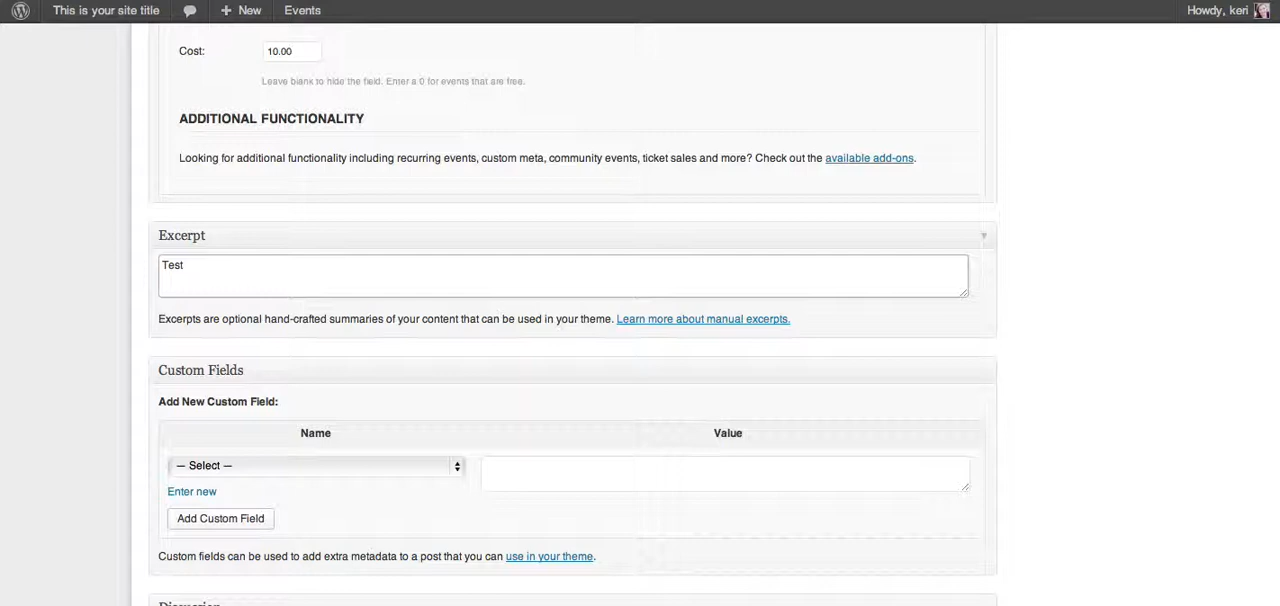 This is your site title
New
Events
Howdy, keri
Cost:
10.00
Leave blank to hide the field. Enter a 0 for events that are free.
ADDITIONAL FUNCTIONALITY
Looking for additional functionality including recurring events, custom meta, community events, ticket sales and more? Check out the available add-ons.
Excerpt
Test
Excerpts are optional hand-crafted summaries of your content that can be used in your theme. Learn more about manual excerpts.
Custom Fields
Add New Custom Field:
Name
Value
— Select —
Enter new
Add Custom Field
Custom fields can be used to add extra metadata to a post that you can use in your theme.
Discussion